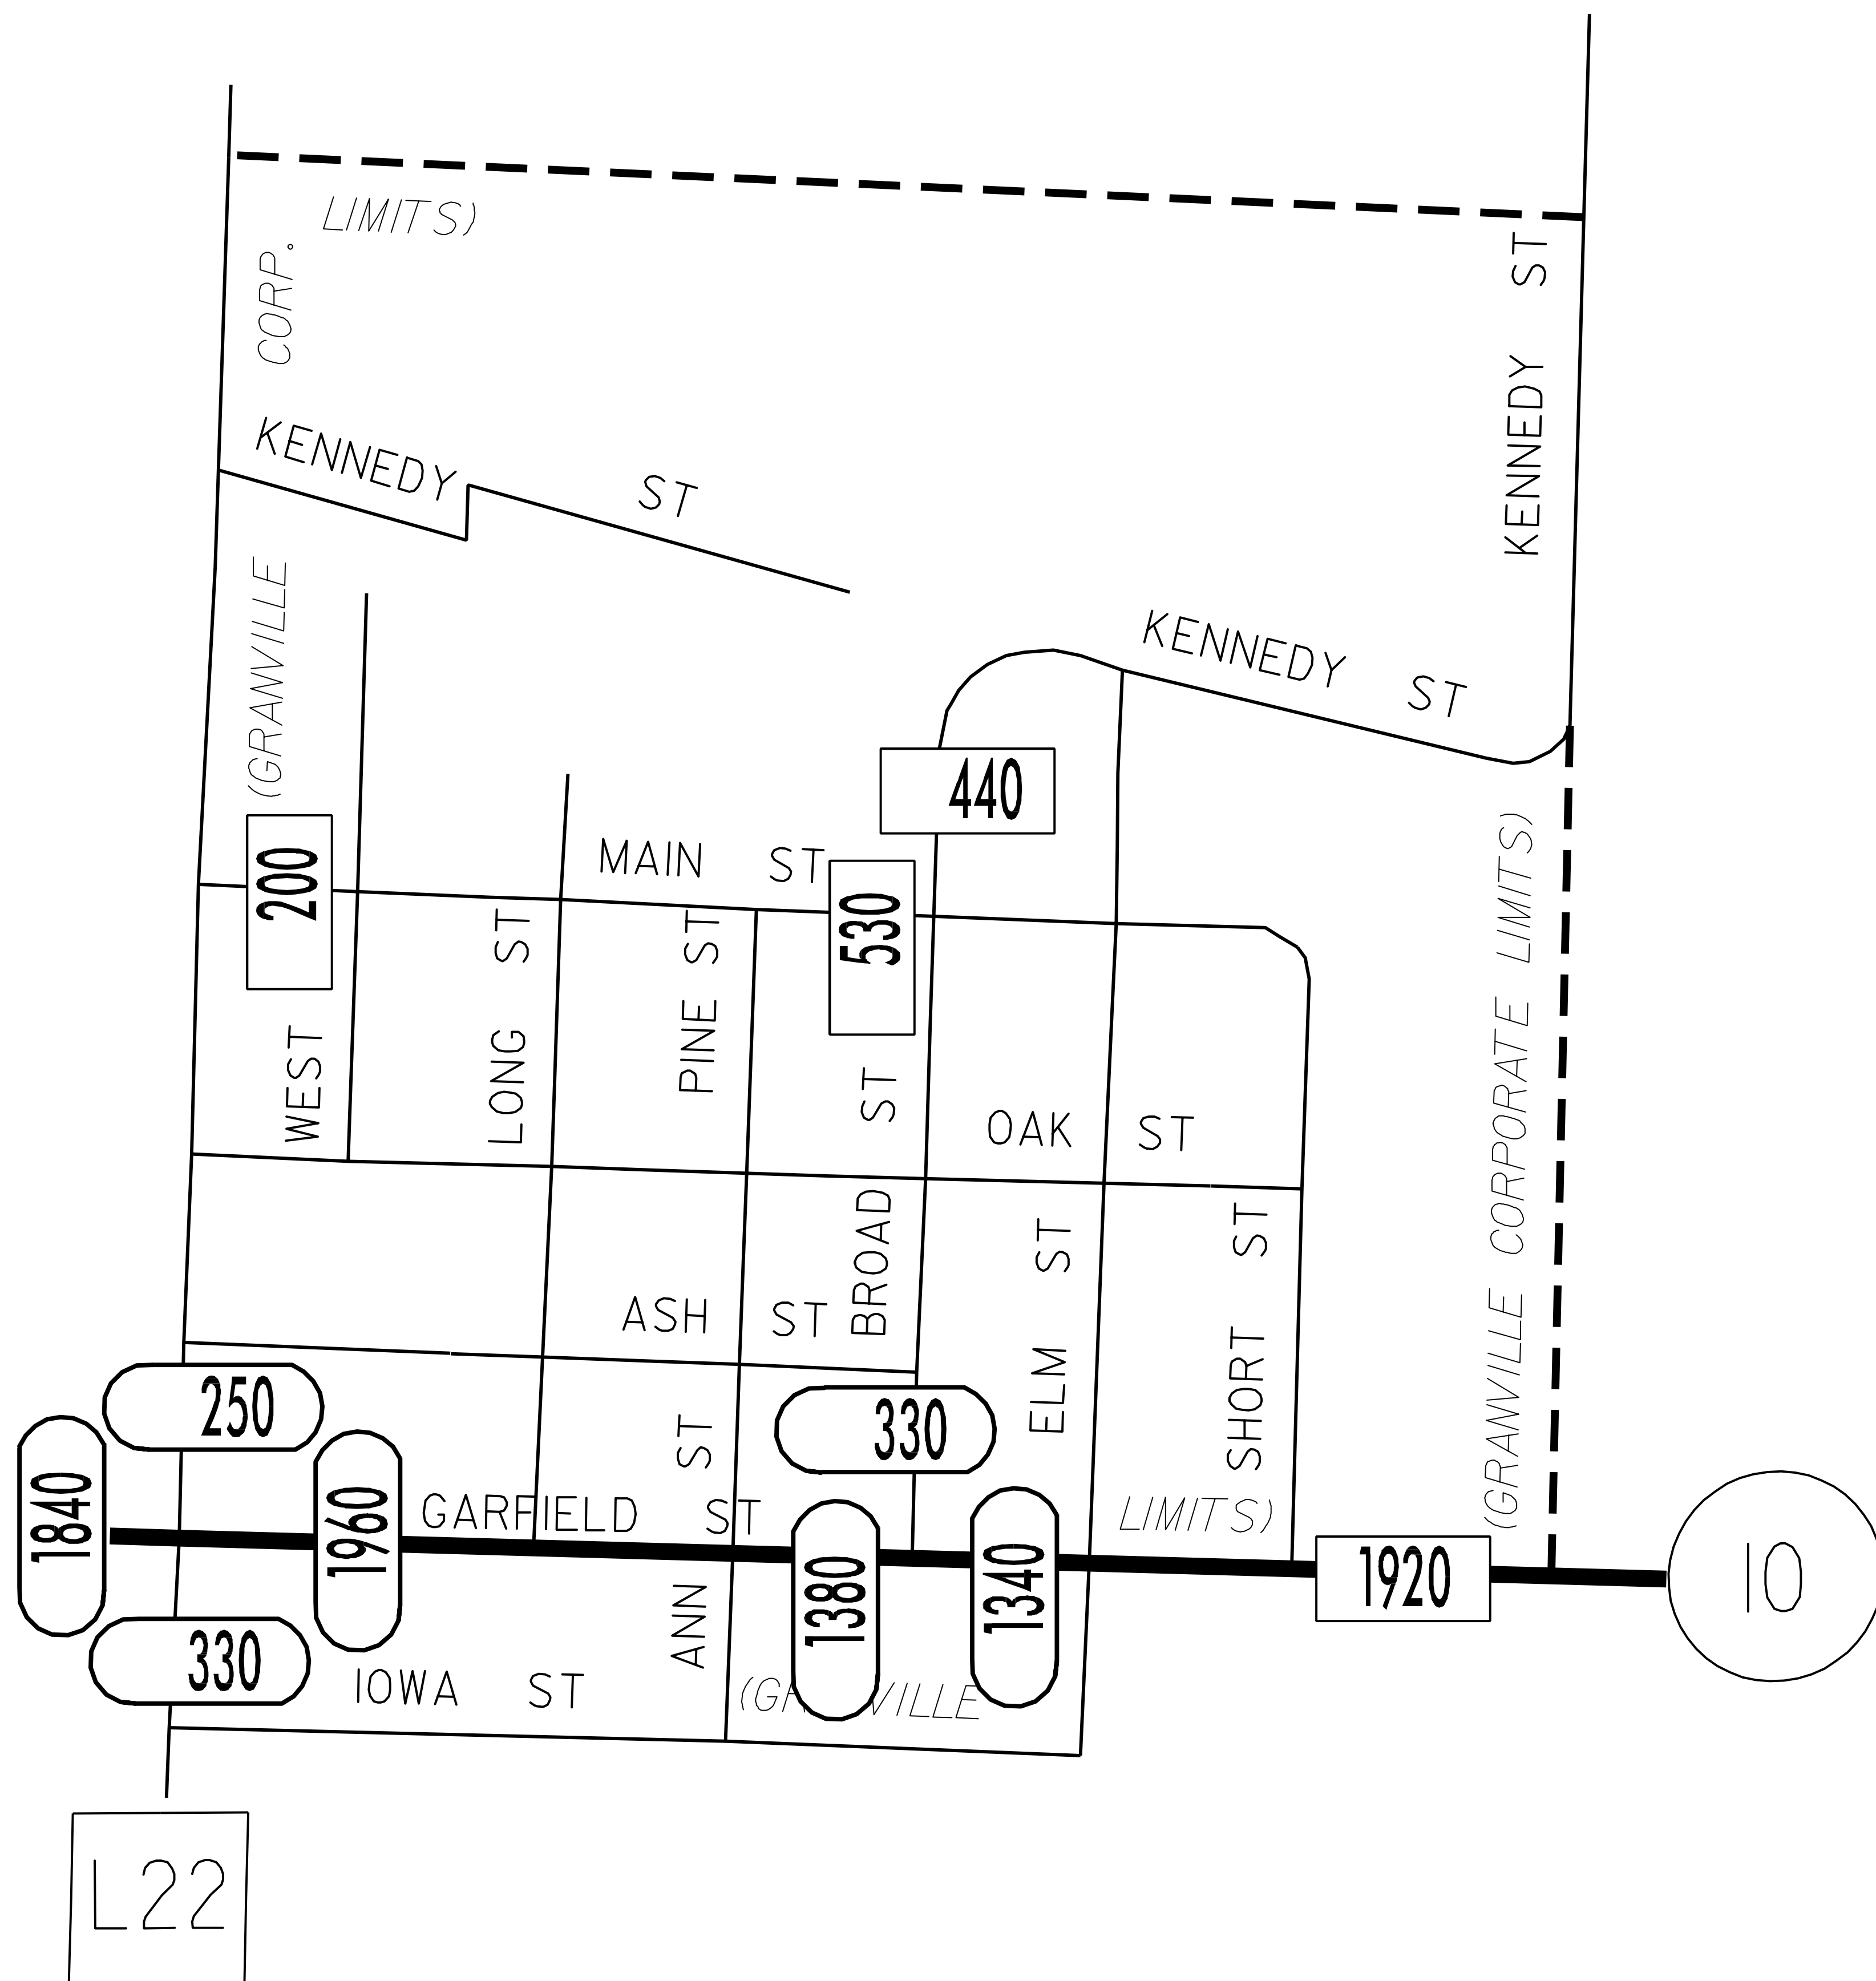 LIMITS)
CORP.
KENNEDY ST
KENNEDY ST
(GRANVILLE
KENNEDY ST
440
200
MAIN ST
530
WEST ST
LONG ST
PINE ST
OAK ST
BROAD ST
(GRANVILLE CORPORATE LIMITS)
ASH ST
ELM ST
SHORT ST
250
330
1840
1960
GARFIELD ST
LIMITS)
1380
1340
1920
10
330
IOWA ST
ANN ST
(GRANVILLE
L22